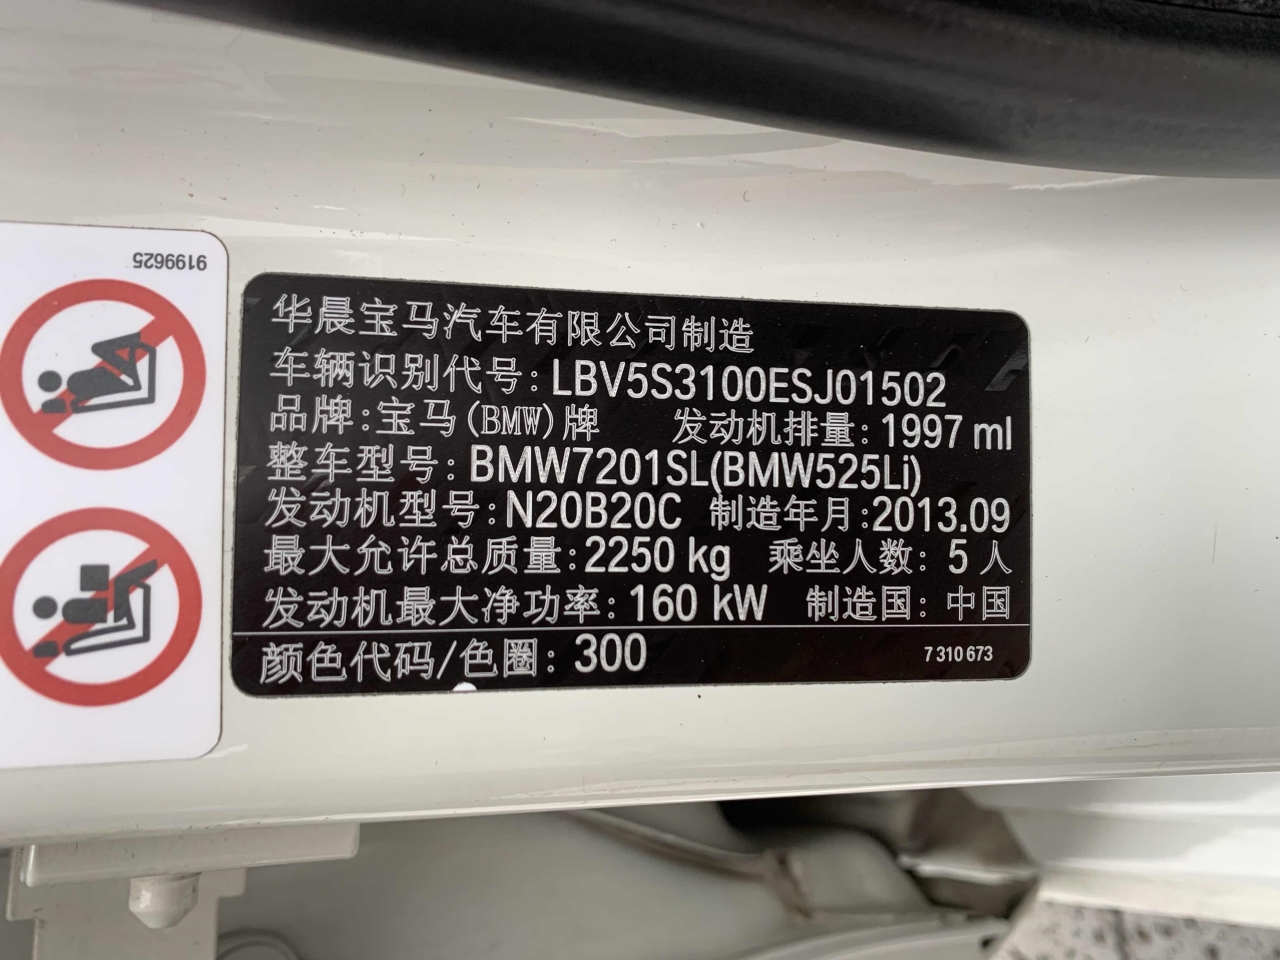 9199625
华晨宝马汽车有限公司制造
车辆识别代号: LBV5S3100ESJ01502
品牌:宝马(BMW)牌 发动机排量: 1997 ml
整车型号: BMW7201SL(BMW525Li)
发动机型号: N20B20C 制造年月:2013.09
最大允许总质量: 2250 kg 乘坐人数: 5 人
发动机最大净功率: 160 kW 制造国: 中国
颜色代码/色圈: 300 7 310 673